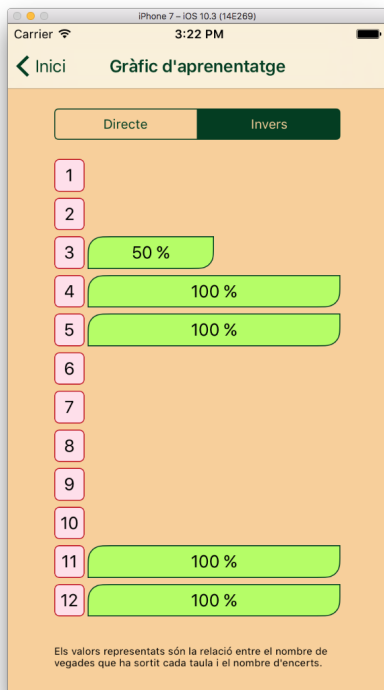 iPhone 7 – iOS 10.3 (14E269)
Carrier 3:22 PM
Inici Gràfic d'aprenentatge
Directe Invers
1
2
3 50 %
4 100 %
5 100 %
6
7
8
9
10
11 100 %
12 100 %
Els valors representats són la relació entre el nombre de
vegades que ha sortit cada taula i el nombre d'encerts.